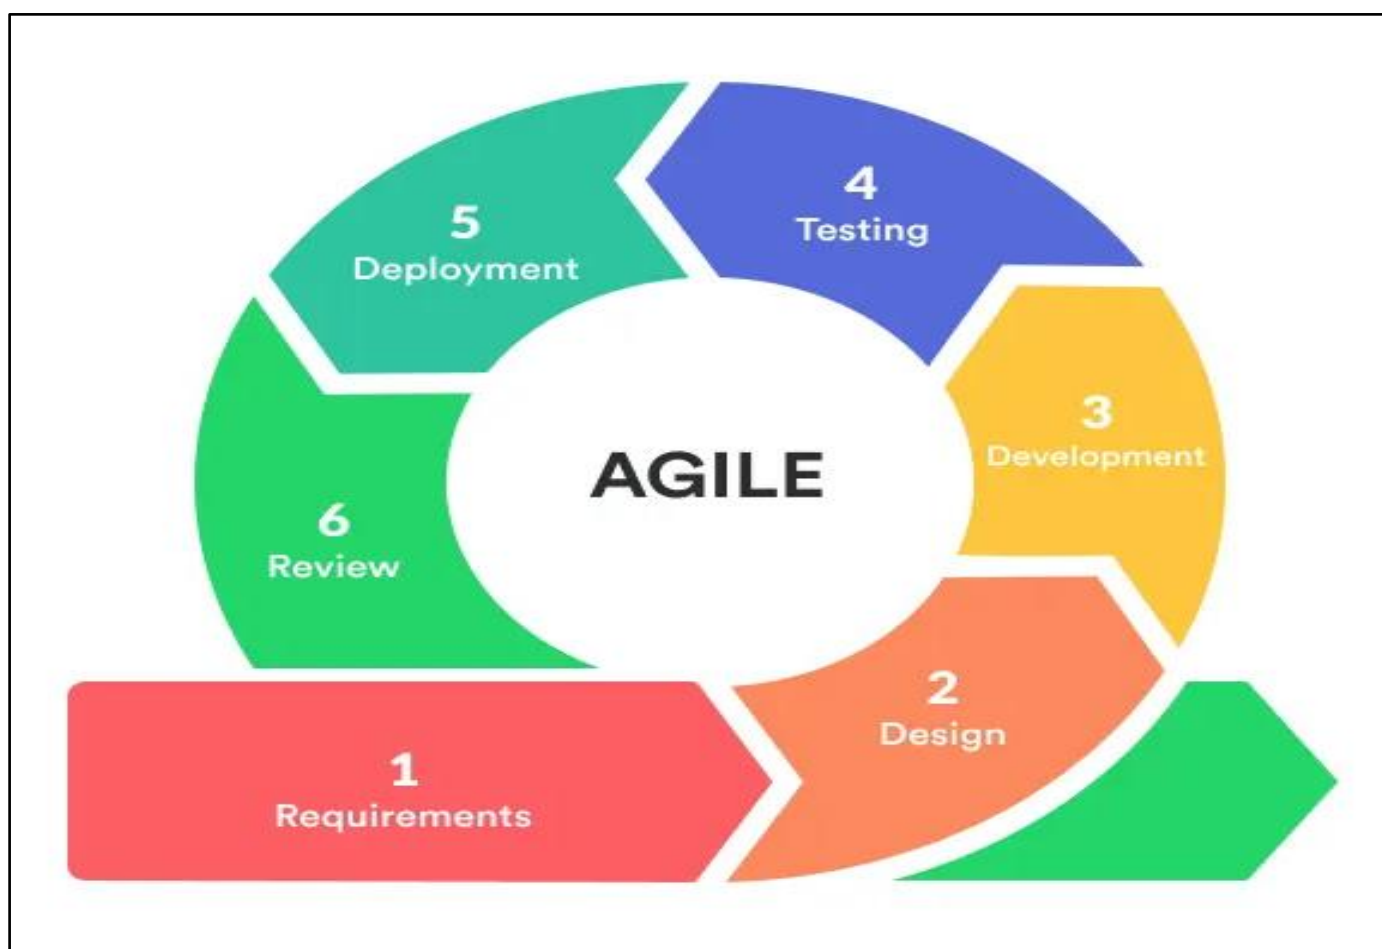 1
Requirements
2
Design
3
Development
4
Testing
5
Deployment
6
Review
AGILE